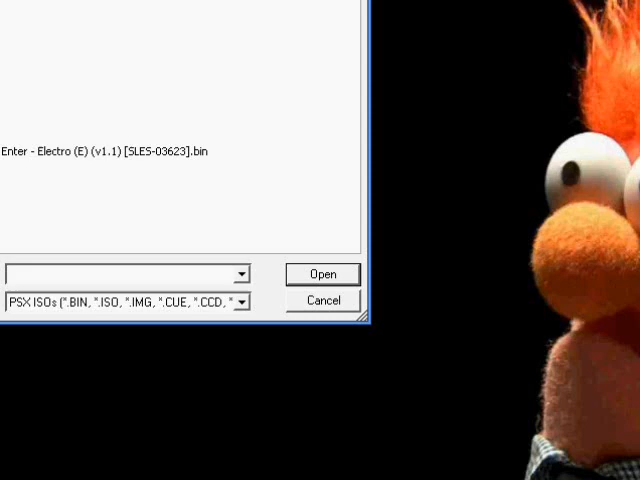 Enter - Electro (E) (v1.1) [SLES-03623].bin
Open
PSX ISOs (*.BIN, *.ISO, *.IMG, *.CUE, *.CCD, *
Cancel